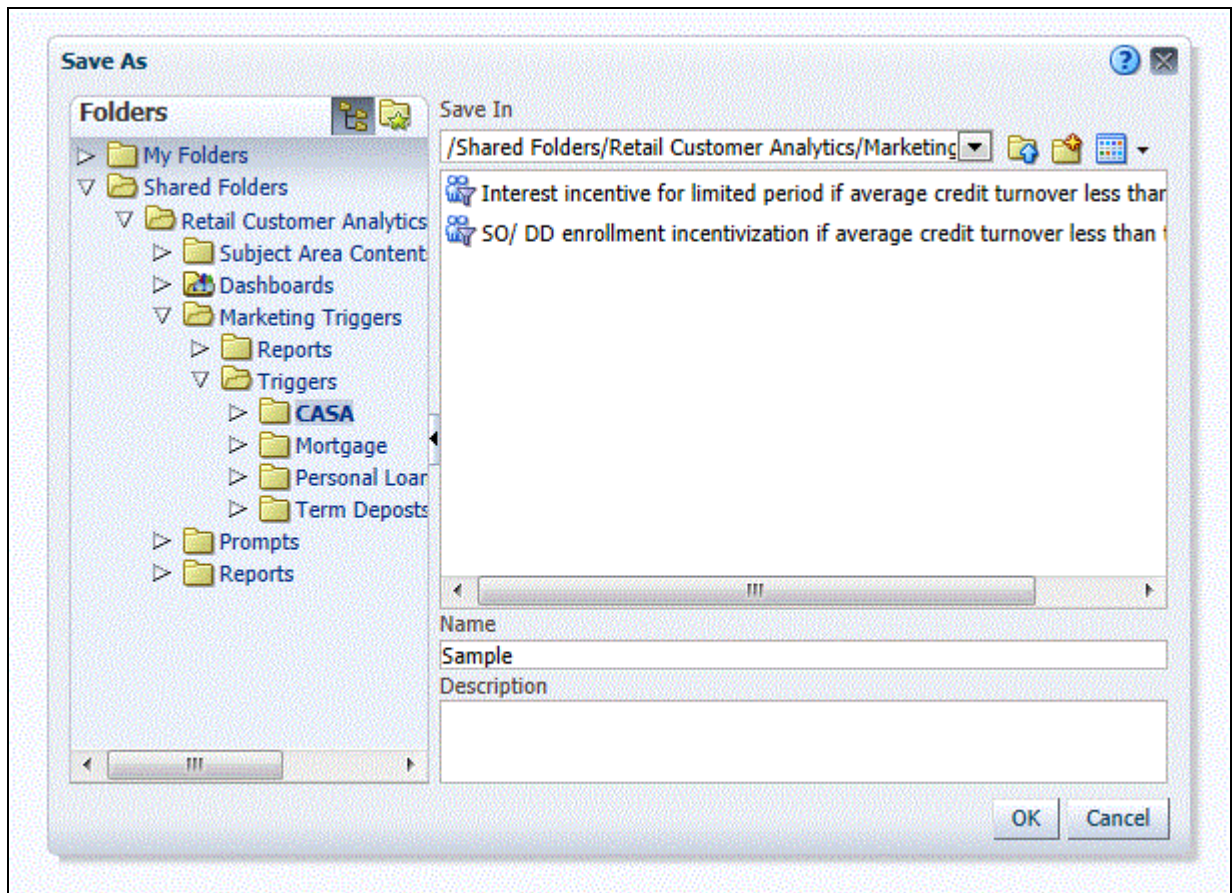 Save As
Folders
My Folders
Shared Folders
Retail Customer Analytics
Subject Area Content
Dashboards
Marketing Triggers
Reports
Triggers
CASA
Mortgage
Personal Loar
Term Deposts
Prompts
Reports
Save In
/Shared Folders/Retail Customer Analytics/Marketing
Interest incentive for limited period if average credit turnover less than
SO/ DD enrollment incentivization if average credit turnover less than t
Name
Sample
Description
OK Cancel